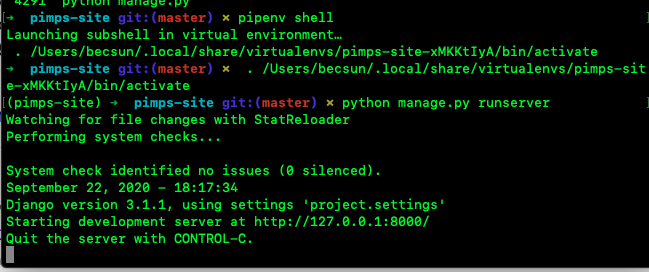 4291  python manage.py
➜  pimps-site git:(master) ✗ pipenv shell
Launching subshell in virtual environment…
 . /Users/becsun/.local/share/virtualenvs/pimps-site-xMKKtIyA/bin/activate
➜  pimps-site git:(master) ✗  . /Users/becsun/.local/share/virtualenvs/pimps-sit
e-xMKKtIyA/bin/activate
(pimps-site) ➜  pimps-site git:(master) ✗ python manage.py runserver
Watching for file changes with StatReloader
Performing system checks...
System check identified no issues (0 silenced).
September 22, 2020 - 18:17:34
Django version 3.1.1, using settings 'project.settings'
Starting development server at http://127.0.0.1:8000/
Quit the server with CONTROL-C.